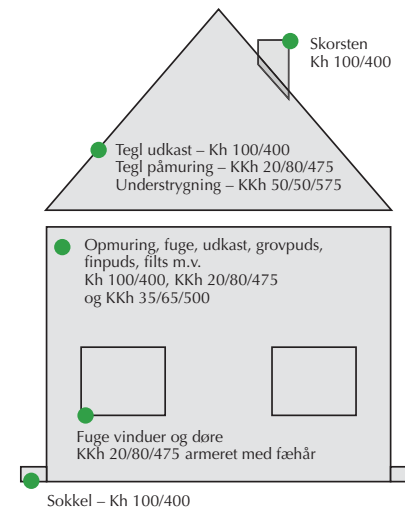 Skorsten
Kh 100/400
Tegl udkast – Kh 100/400
Tegl påmuring – KKh 20/80/475
Understrygning – KKh 50/50/575
Opmuring, fuge, udkast, grovpuds,
finpuds, filts m.v.
Kh 100/400, KKh 20/80/475
og KKh 35/65/500
Fuge vinduer og døre
KKh 20/80/475 armeret med fæhår
Sokkel – Kh 100/400